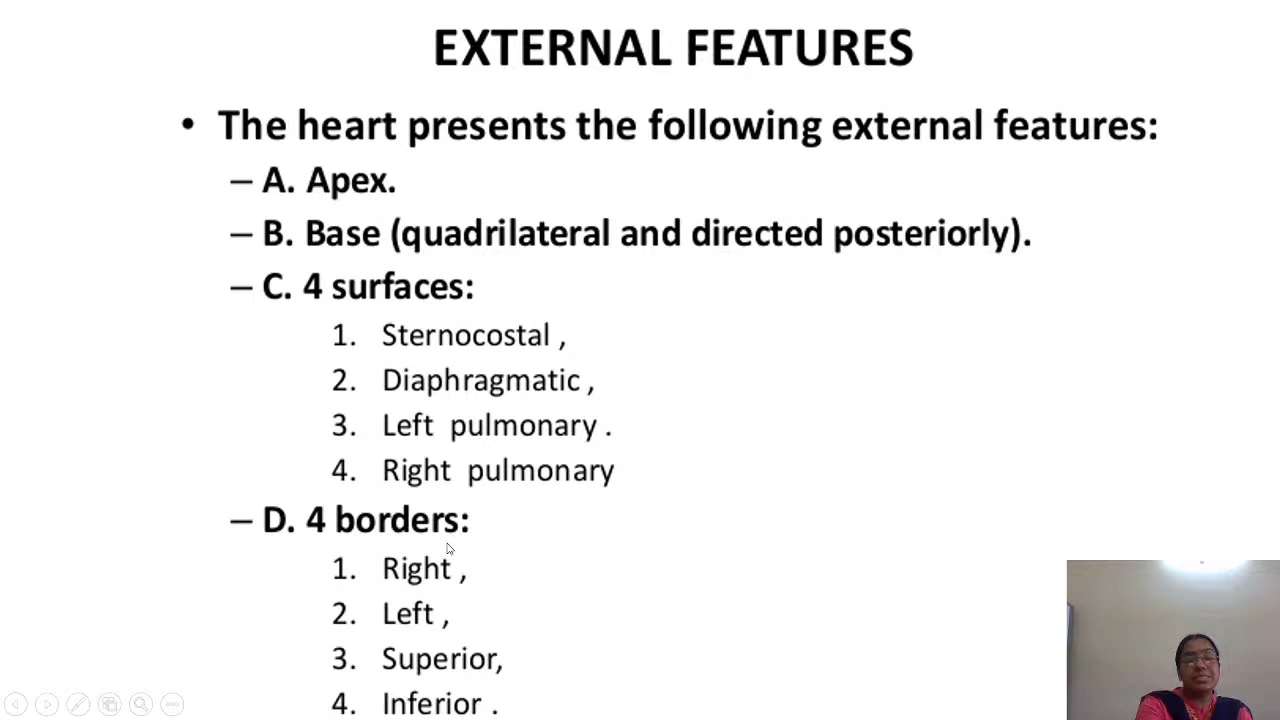 EXTERNAL FEATURES
• The heart presents the following external features:
– A. Apex.
– B. Base (quadrilateral and directed posteriorly).
– C. 4 surfaces:
1. Sternocostal ,
2. Diaphragmatic ,
3. Left pulmonary .
4. Right pulmonary
– D. 4 borders:
1. Right ,
2. Left ,
3. Superior,
4. Inferior .